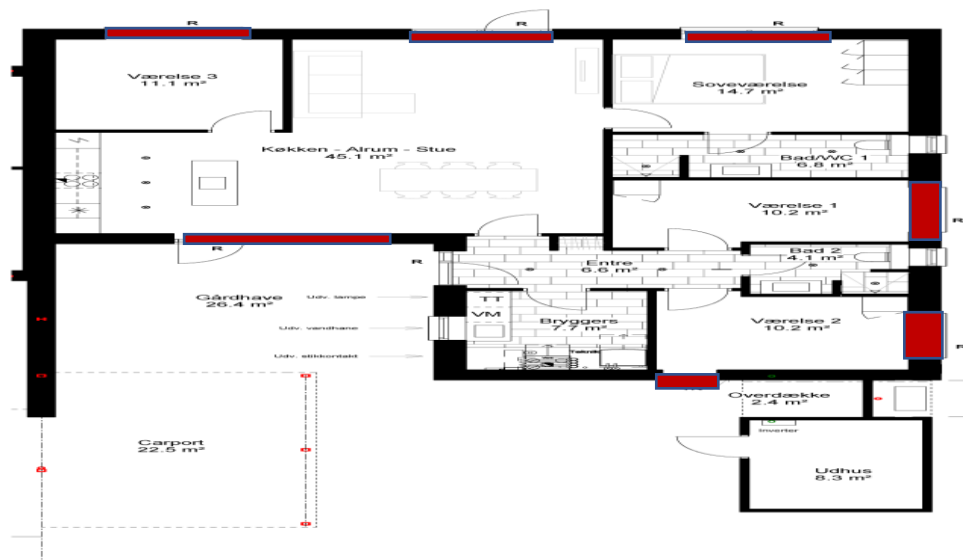 R
R
R
Værelse 3
11.1 m²
Soveværelse
14.7 m²
Køkken - Alrum - Stue
45.1 m²
Bad/WC 1
6.8 m²
Værelse 1
10.2 m²
R
R
R
Bad 2
4.1 m²
Entre
6.6 m²
Gårdhave
26.4 m²
Udv. lampe
TT
VM
Bryggers
7.7 m²
Udv. vandhane
Værelse 2
10.2 m²
R
Udv. stikkontakt
Teknik
Overdække
2.4 m²
Inverter
Carport
22.5 m²
Udhus
8.3 m²